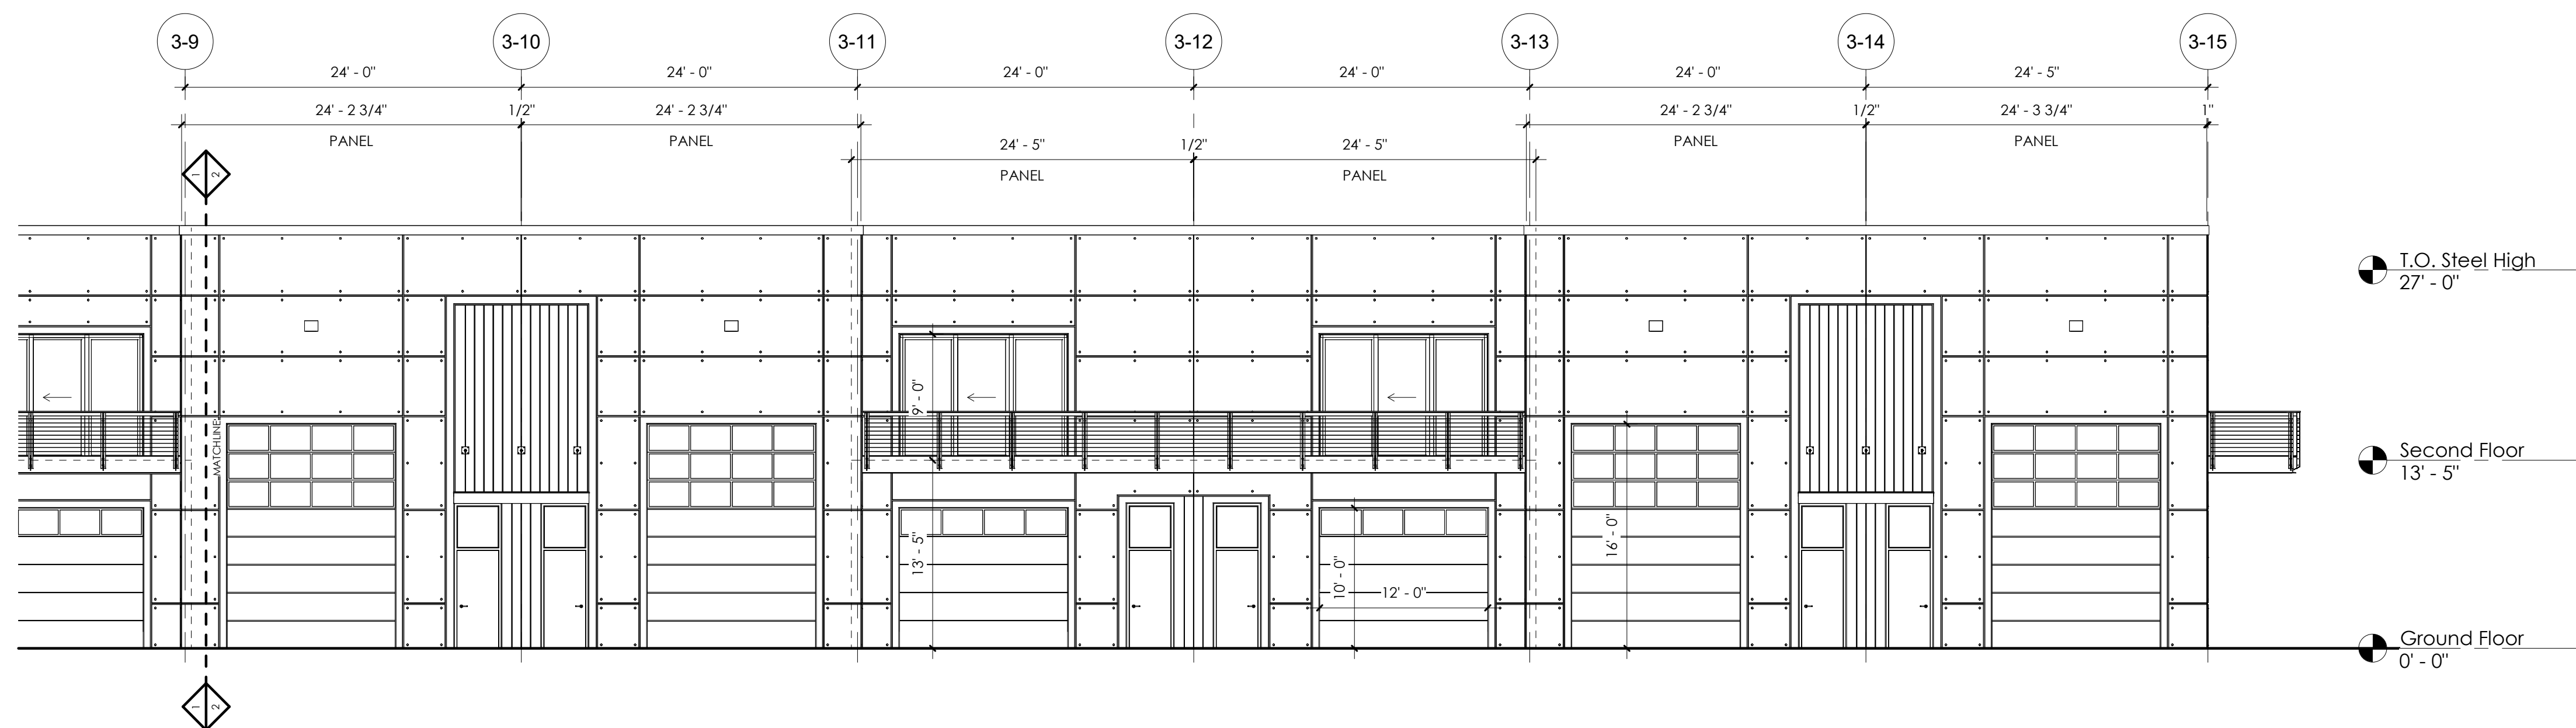 3-9 3-10 3-11 3-12 3-13 3-14 3-15
24' - 0" 24' - 0" 24' - 0" 24' - 0" 24' - 0" 24' - 5"
24' - 2 3/4" 1/2" 24' - 2 3/4" 24' - 2 3/4" 1/2" 24' - 3 3/4" 1"
PANEL PANEL PANEL PANEL
24' - 5" 1/2" 24' - 5"
PANEL PANEL
1 2
T.O. Steel High
27' - 0"
9' - 0"
MATCHLINE
Second Floor
13' - 5"
13' - 5"
10' - 0"
12' - 0"
16' - 0"
Ground Floor
0' - 0"
1 2